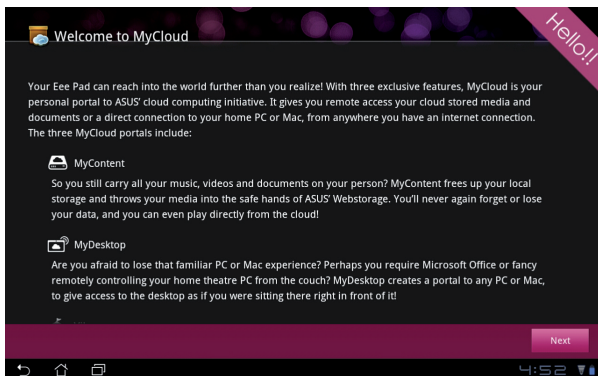 Welcome to MyCloud
Hello!!
Your Eee Pad can reach into the world further than you realize! With three exclusive features, MyCloud is your
personal portal to ASUS' cloud computing initiative. It gives you remote access your cloud stored media and
documents or a direct connection to your home PC or Mac, from anywhere you have an internet connection.
The three MyCloud portals include:
MyContent
So you still carry all your music, videos and documents on your person? MyContent frees up your local
storage and throws your media into the safe hands of ASUS' Webstorage. You'll never again forget or lose
your data, and you can even play directly from the cloud!
MyDesktop
Are you afraid to lose that familiar PC or Mac experience? Perhaps you require Microsoft Office or fancy
remotely controlling your home theatre PC from the couch? MyDesktop creates a portal to any PC or Mac,
to give access to the desktop as if you were sitting there right in front of it!
Next
4:52